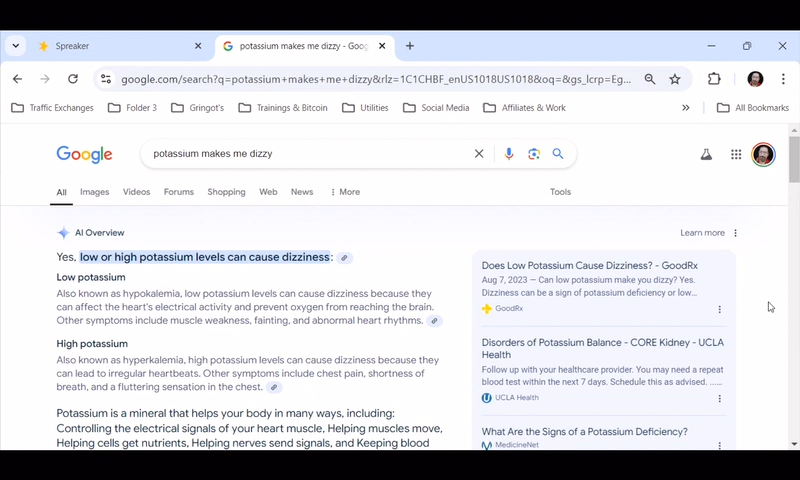 Spreaker
potassium makes me dizzy - Goog
google.com/search?q=potassium+makes+me+dizzy&rlz=1C1CHBF_enUS1018US1018&oq=&gs_lcrp=Eg...
Traffic Exchanges
Folder 3
Gringot's
Trainings & Bitcoin
Utilities
Social Media
Affiliates & Work
»
All Bookmarks
Google
potassium makes me dizzy
All
Images
Videos
Forums
Shopping
Web
News
More
Tools
AI Overview
Learn more
Yes, low or high potassium levels can cause dizziness:
Low potassium
Also known as hypokalemia, low potassium levels can cause dizziness because they
can affect the heart's electrical activity and prevent oxygen from reaching the brain.
Other symptoms include muscle weakness, fainting, and abnormal heart rhythms.
High potassium
Also known as hyperkalemia, high potassium levels can cause dizziness because they
can lead to irregular heartbeats. Other symptoms include chest pain, shortness of
breath, and a fluttering sensation in the chest.
Potassium is a mineral that helps your body in many ways, including:
Controlling the electrical signals of your heart muscle, Helping muscles move,
Helping cells get nutrients, Helping nerves send signals, and Keeping blood
Does Low Potassium Cause Dizziness? - GoodRx
Aug 7, 2023 — Can low potassium make you dizzy? Yes.
Dizziness can be a sign of potassium deficiency or low...
GoodRx
Disorders of Potassium Balance - CORE Kidney - UCLA
Health
Follow up with your healthcare provider. You may need a repeat
blood test within the next 7 days. Schedule this as advised. ......
UCLA Health
What Are the Signs of a Potassium Deficiency?
MedicineNet